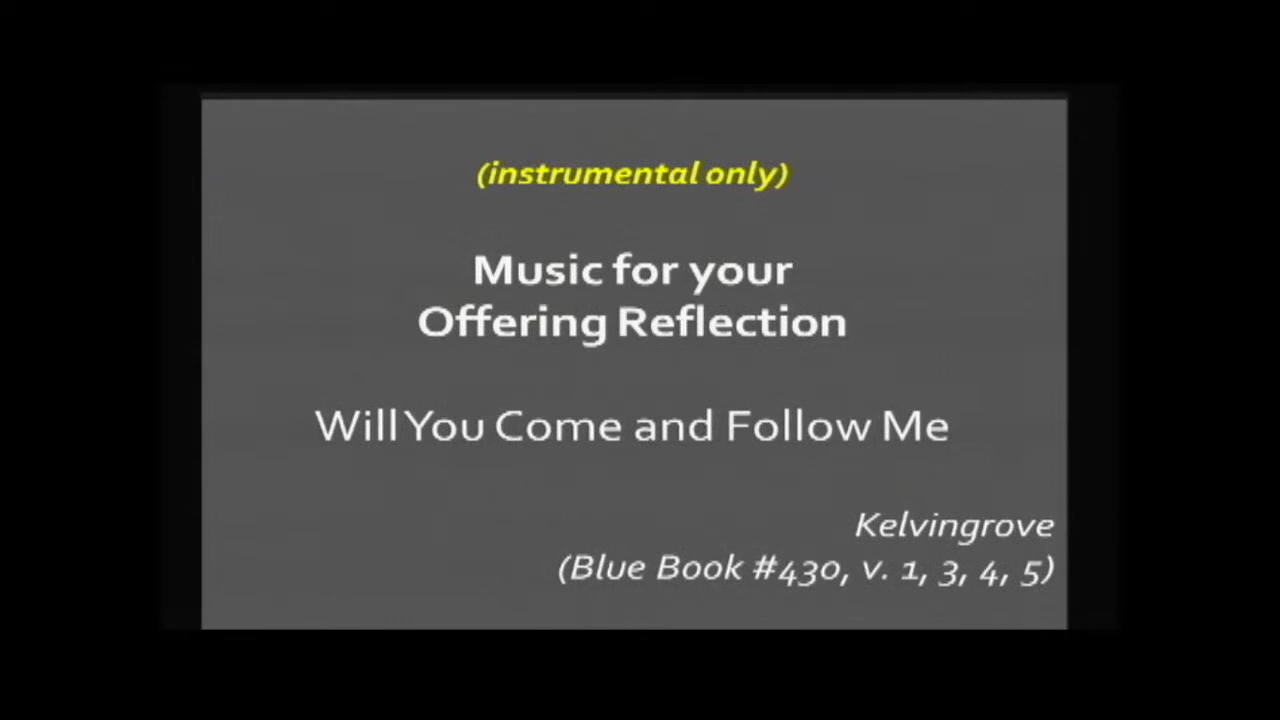 (instrumental only)
Music for your
Offering Reflection
Will You Come and Follow Me
Kelvingrove
(Blue Book #430, v. 1, 3, 4, 5)